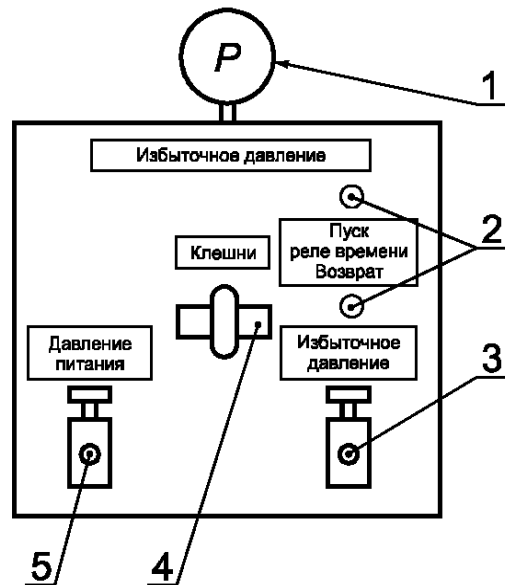 P
1
Избыточное давление
2
Пуск
реле времени
Возврат
Клешни
Давление
питания
Избыточное
давление
3
5
4